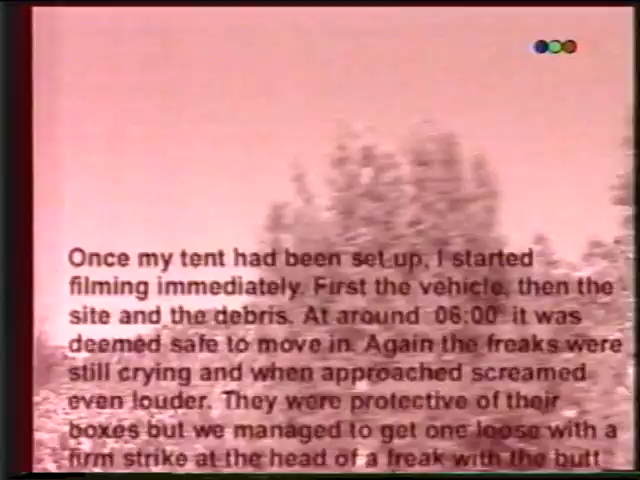 Once my tent had been set up, I started
filming immediately. First the vehicle, then the
site and the debris. At around 06:00 it was
deemed safe to move in. Again the freaks were
still crying and when approached screamed
even louder. They were protective of their
boxes but we managed to get one loose with a
firm strike at the head of a freak with the butt